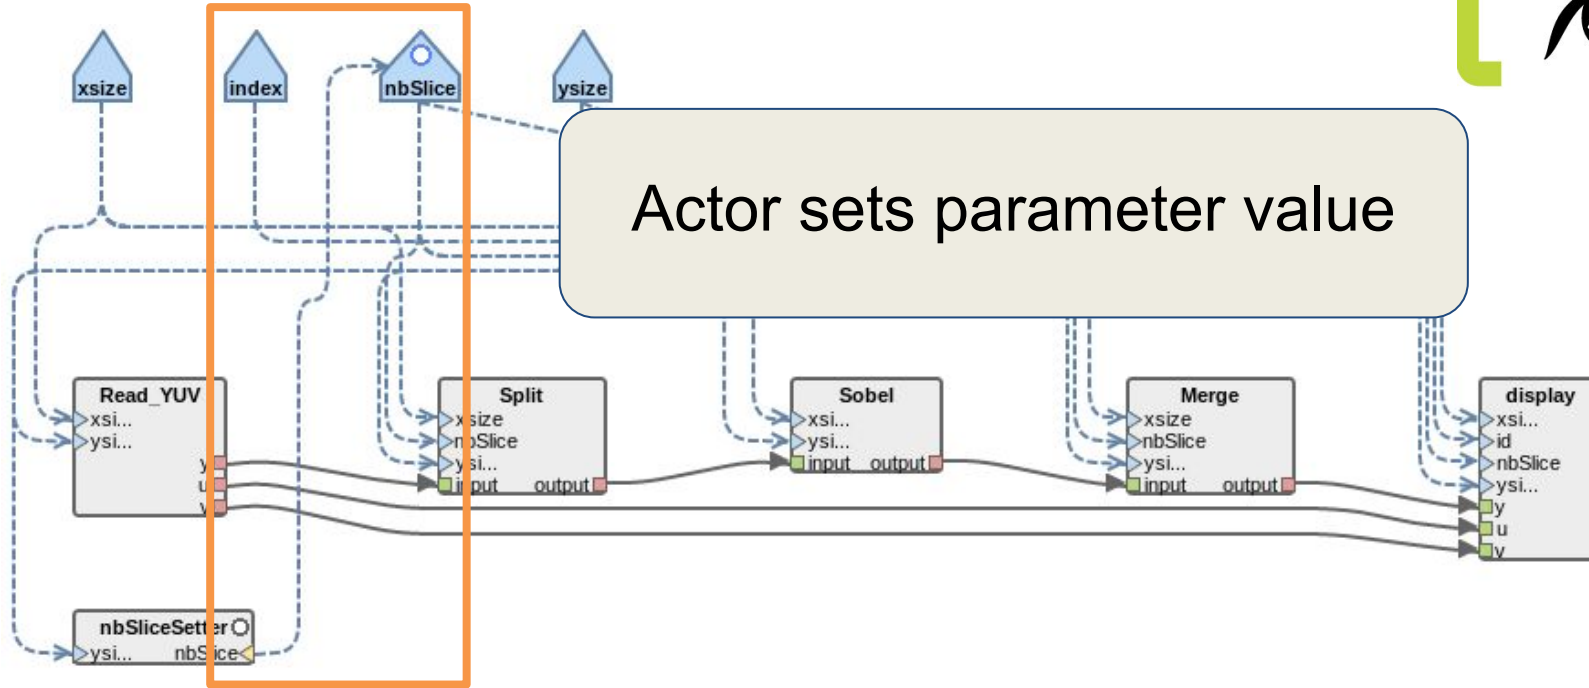 xsize
index
nbSlice
ysize
Actor sets parameter value
Read_YUV
xsi...
ysi...
y
u
v
Split
xsize
nbSlice
ysi...
input output
Sobel
xsi...
ysi...
input output
Merge
xsize
nbSlice
ysi...
input output
display
xsi...
id
nbSlice
ysi...
y
u
v
nbSliceSetter
ysi... nbSlice